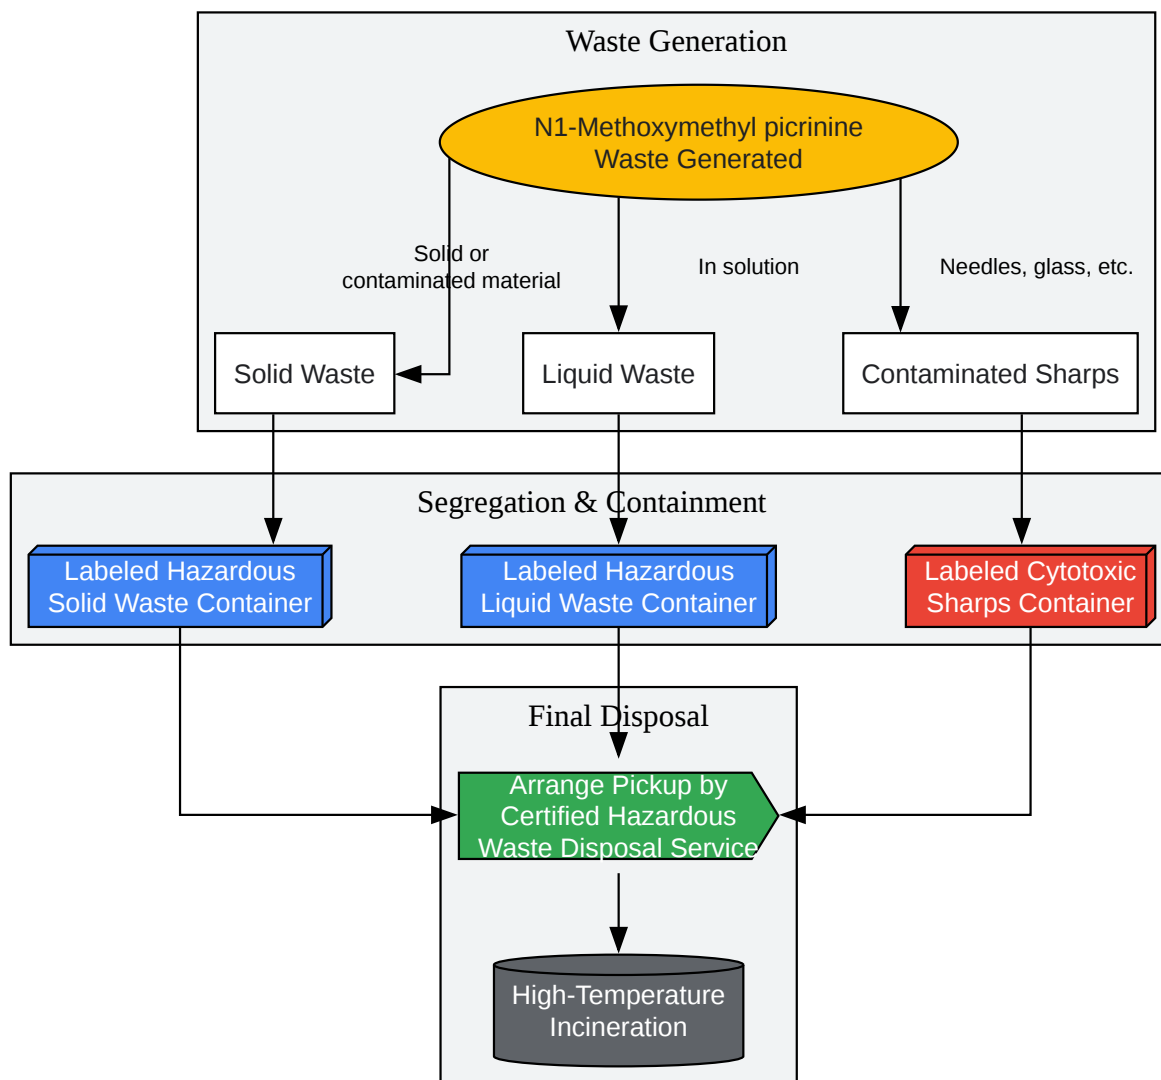 Waste Generation
N1-Methoxymethyl picrinine
Waste Generated
Solid or
contaminated material
In solution
Needles, glass, etc.
Solid Waste
Liquid Waste
Contaminated Sharps
Segregation & Containment
Labeled Hazardous
Solid Waste Container
Labeled Hazardous
Liquid Waste Container
Labeled Cytotoxic
Sharps Container
Final Disposal
Arrange Pickup by
Certified Hazardous
Waste Disposal Service
High-Temperature
Incineration